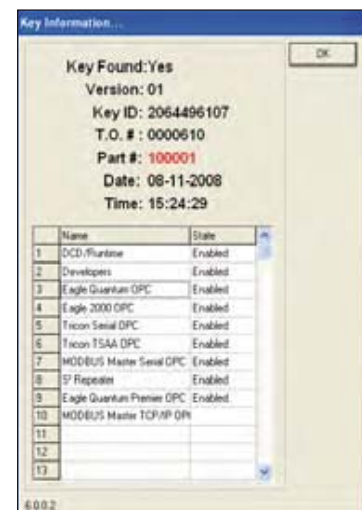 Key Information...
OK
Key Found:Yes
Version: 01
Key ID: 2064496107
T.O. # : 0000610
Part #: 100001
Date: 08-11-2008
Time: 15:24:29
Name State
1 DCD/Runtime Enabled
2 Developers Enabled
3 Eagle Quantum OPC Enabled
4 Eagle 2000 OPC Enabled
5 Tricon Serial OPC Enabled
6 Tricon TSAA OPC Enabled
7 MODBUS Master Serial OPC Enabled
8 S³ Repeater Enabled
9 Eagle Quantum Premier OPC Enabled
10 MODBUS Master TCP/IP OP
11
12
13
6.0.0.2